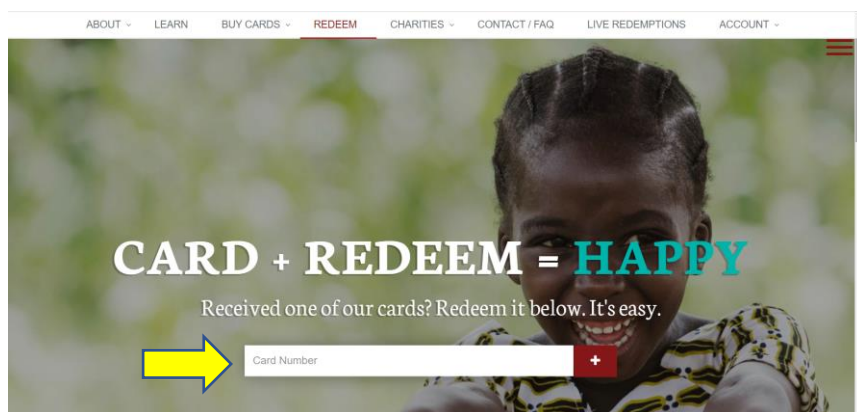 ABOUT LEARN BUY CARDS REDEEM CHARITIES CONTACT / FAQ LIVE REDEMPTIONS ACCOUNT
CARD + REDEEM = HAPPY
Received one of our cards? Redeem it below. It's easy.
Card Number +